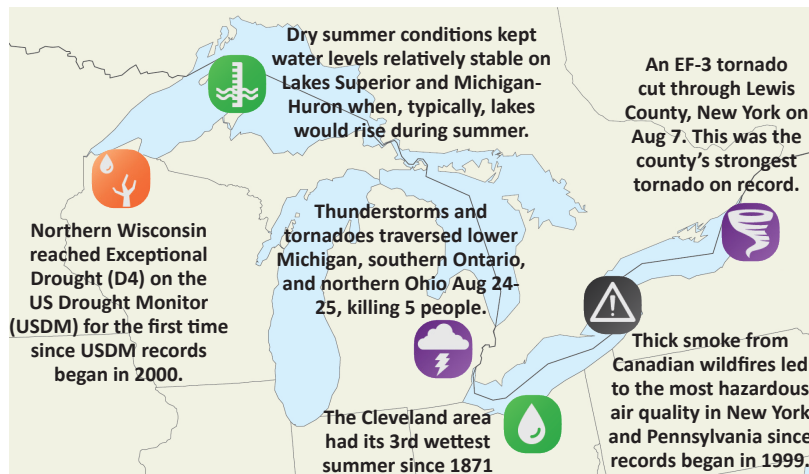 Dry summer conditions kept
water levels relatively stable on
Lakes Superior and Michigan-
Huron when, typically, lakes
would rise during summer.
An EF-3 tornado
cut through Lewis
County, New York on
Aug 7. This was the
county's strongest
tornado on record.
Northern Wisconsin
reached Exceptional
Drought (D4) on the
US Drought Monitor
(USDM) for the first time
since USDM records
began in 2000.
Thunderstorms and
tornadoes traversed lower
Michigan, southern Ontario,
and northern Ohio Aug 24-
25, killing 5 people.
The Cleveland area
had its 3rd wettest
summer since 1871
Thick smoke from
Canadian wildfires led
to the most hazardous
air quality in New York
and Pennsylvania since
records began in 1999.